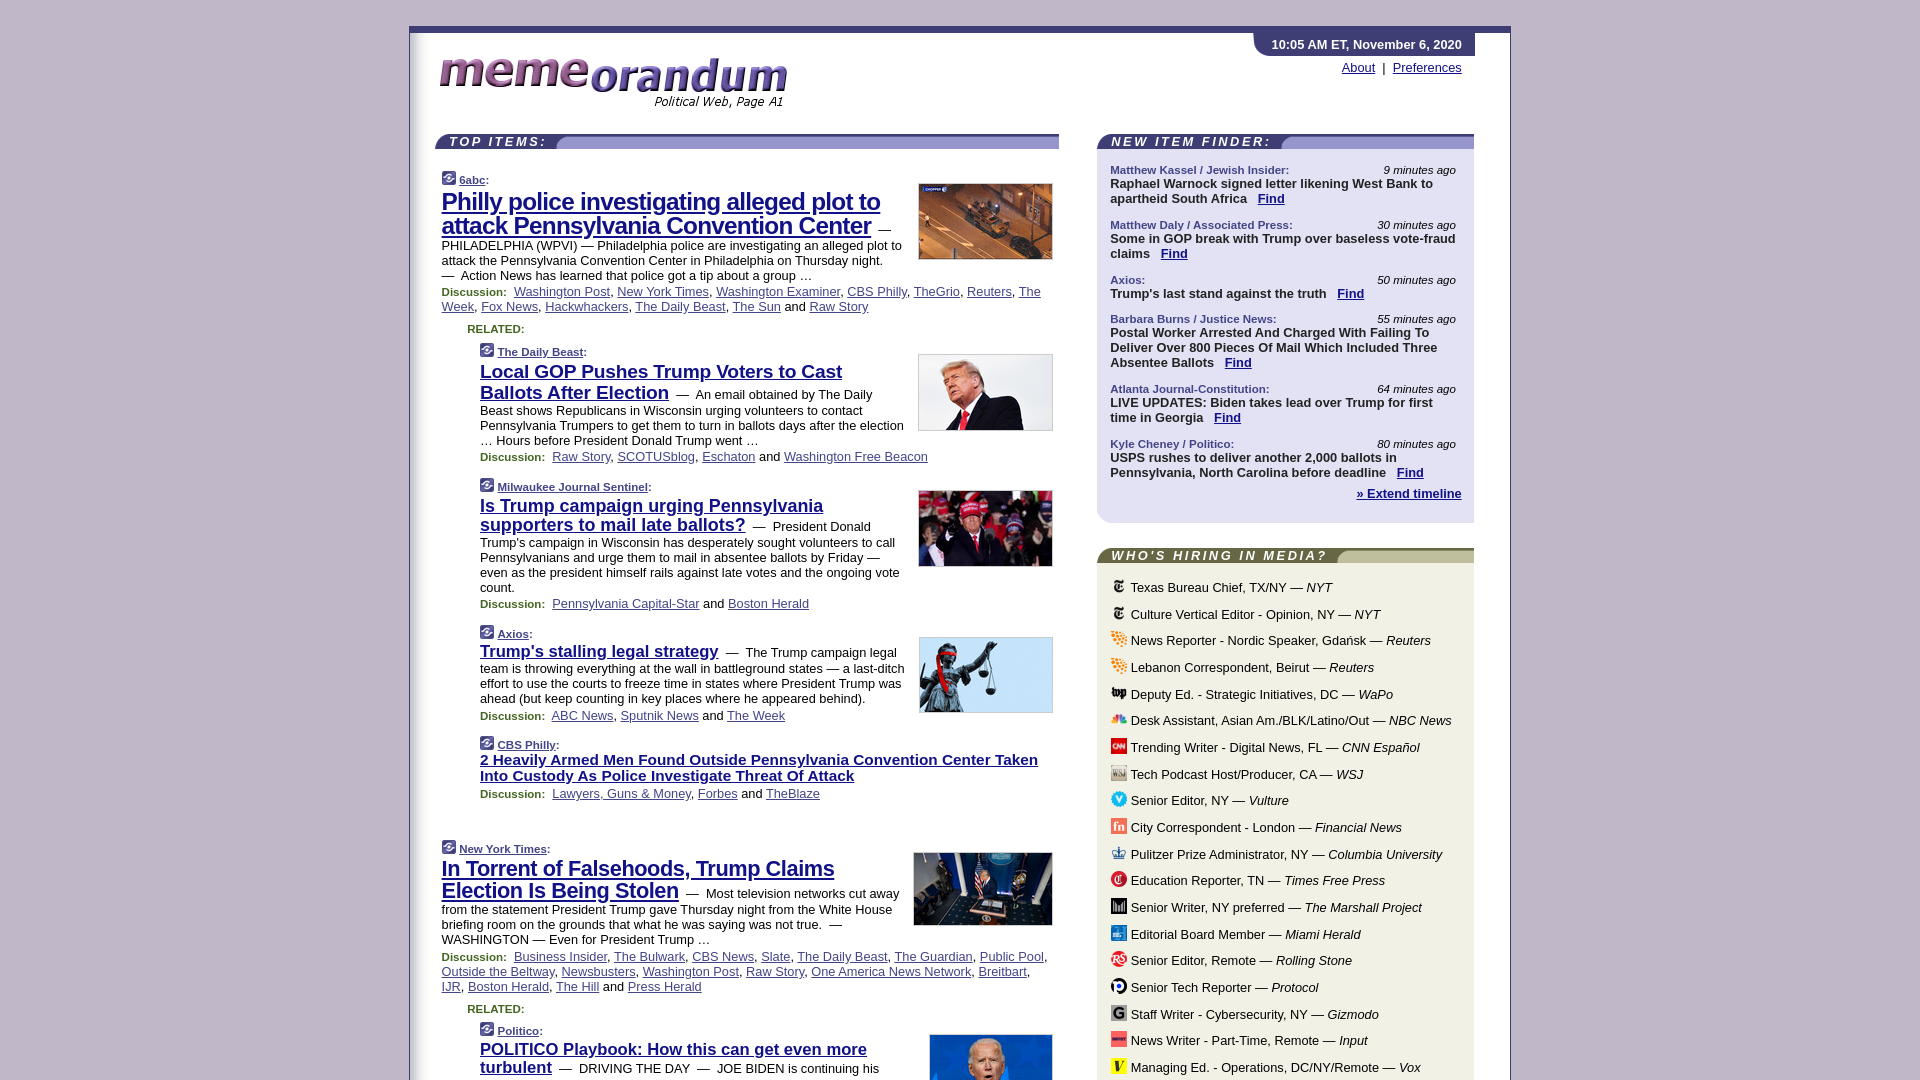 10:05 AM ET, November 6, 2020
About | Preferences
memeorandum
Political Web, Page A1
TOP ITEMS:
6abc:
Philly police investigating alleged plot to
attack Pennsylvania Convention Center —
PHILADELPHIA (WPVI) — Philadelphia police are investigating an alleged plot to
attack the Pennsylvania Convention Center in Philadelphia on Thursday night.
— Action News has learned that police got a tip about a group …
Discussion: Washington Post, New York Times, Washington Examiner, CBS Philly, TheGrio, Reuters, The
Week, Fox News, Hackwhackers, The Daily Beast, The Sun and Raw Story
RELATED:
The Daily Beast:
Local GOP Pushes Trump Voters to Cast
Ballots After Election — An email obtained by The Daily
Beast shows Republicans in Wisconsin urging volunteers to contact
Pennsylvania Trumpers to get them to turn in ballots days after the election
… Hours before President Donald Trump went …
Discussion: Raw Story, SCOTUSblog, Eschaton and Washington Free Beacon
Milwaukee Journal Sentinel:
Is Trump campaign urging Pennsylvania
supporters to mail late ballots? — President Donald
Trump's campaign in Wisconsin has desperately sought volunteers to call
Pennsylvanians and urge them to mail in absentee ballots by Friday —
even as the president himself rails against late votes and the ongoing vote
count.
Discussion: Pennsylvania Capital-Star and Boston Herald
Axios:
Trump's stalling legal strategy — The Trump campaign legal
team is throwing everything at the wall in battleground states — a last-ditch
effort to use the courts to freeze time in states where President Trump was
ahead (but keep counting in key places where he appeared behind).
Discussion: ABC News, Sputnik News and The Week
CBS Philly:
2 Heavily Armed Men Found Outside Pennsylvania Convention Center Taken
Into Custody As Police Investigate Threat Of Attack
Discussion: Lawyers, Guns & Money, Forbes and TheBlaze
New York Times:
In Torrent of Falsehoods, Trump Claims
Election Is Being Stolen — Most television networks cut away
from the statement President Trump gave Thursday night from the White House
briefing room on the grounds that what he was saying was not true. —
WASHINGTON — Even for President Trump …
Discussion: Business Insider, The Bulwark, CBS News, Slate, The Daily Beast, The Guardian, Public Pool,
Outside the Beltway, Newsbusters, Washington Post, Raw Story, One America News Network, Breitbart,
IJR, Boston Herald, The Hill and Press Herald
RELATED:
Politico:
POLITICO Playbook: How this can get even more
turbulent — DRIVING THE DAY — JOE BIDEN is continuing his
NEW ITEM FINDER:
Matthew Kassel / Jewish Insider: 9 minutes ago
Raphael Warnock signed letter likening West Bank to
apartheid South Africa Find
Matthew Daly / Associated Press: 30 minutes ago
Some in GOP break with Trump over baseless vote-fraud
claims Find
Axios: 50 minutes ago
Trump's last stand against the truth Find
Barbara Burns / Justice News: 55 minutes ago
Postal Worker Arrested And Charged With Failing To
Deliver Over 800 Pieces Of Mail Which Included Three
Absentee Ballots Find
Atlanta Journal-Constitution: 64 minutes ago
LIVE UPDATES: Biden takes lead over Trump for first
time in Georgia Find
Kyle Cheney / Politico: 80 minutes ago
USPS rushes to deliver another 2,000 ballots in
Pennsylvania, North Carolina before deadline Find
» Extend timeline
WHO'S HIRING IN MEDIA?
Texas Bureau Chief, TX/NY — NYT
Culture Vertical Editor - Opinion, NY — NYT
News Reporter - Nordic Speaker, Gdańsk — Reuters
Lebanon Correspondent, Beirut — Reuters
Deputy Ed. - Strategic Initiatives, DC — WaPo
Desk Assistant, Asian Am./BLK/Latino/Out — NBC News
Trending Writer - Digital News, FL — CNN Español
Tech Podcast Host/Producer, CA — WSJ
Senior Editor, NY — Vulture
City Correspondent - London — Financial News
Pulitzer Prize Administrator, NY — Columbia University
Education Reporter, TN — Times Free Press
Senior Writer, NY preferred — The Marshall Project
Editorial Board Member — Miami Herald
Senior Editor, Remote — Rolling Stone
Senior Tech Reporter — Protocol
Staff Writer - Cybersecurity, NY — Gizmodo
News Writer - Part-Time, Remote — Input
Managing Ed. - Operations, DC/NY/Remote — Vox